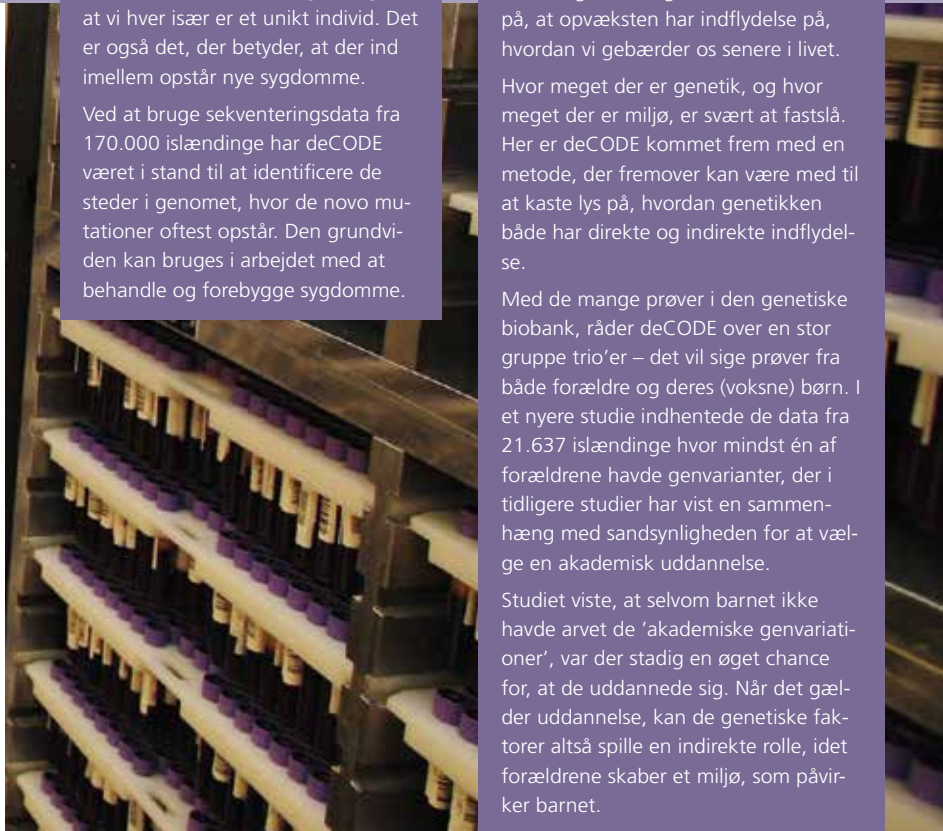 at vi hver især er et unikt individ. Det
er også det, der betyder, at der ind
imellem opstår nye sygdomme.
Ved at bruge sekventeringsdata fra
170.000 islændinge har deCODE
været i stand til at identificere de
steder i genomet, hvor de novo mu-
tationer oftest opstår. Den grundvi-
den kan bruges i arbejdet med at
behandle og forebygge sygdomme.
på, at opvæksten har indflydelse på,
hvordan vi gebærder os senere i livet.
Hvor meget der er genetik, og hvor
meget der er miljø, er svært at fastslå.
Her er deCODE kommet frem med en
metode, der fremover kan være med til
at kaste lys på, hvordan genetikken
både har direkte og indirekte indflydel-
se.
Med de mange prøver i den genetiske
biobank, råder deCODE over en stor
gruppe trio'er – det vil sige prøver fra
både forældre og deres (voksne) børn. I
et nyere studie indhentede de data fra
21.637 islændinge hvor mindst én af
forældrene havde genvarianter, der i
tidligere studier har vist en sammen-
hæng med sandsynligheden for at væl-
ge en akademisk uddannelse.
Studiet viste, at selvom barnet ikke
havde arvet de 'akademiske genvariati-
oner', var der stadig en øget chance
for, at de uddannede sig. Når det gæl-
der uddannelse, kan de genetiske fak-
torer altså spille en indirekte rolle, idet
forældrene skaber et miljø, som påvir-
ker barnet.